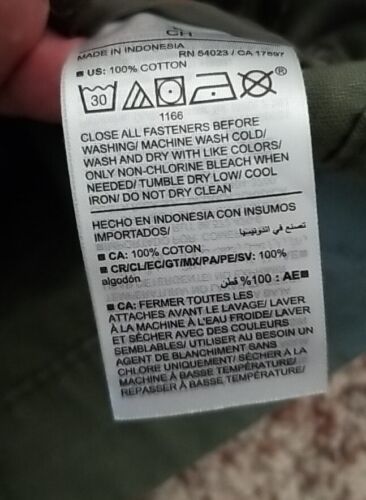 CH
MADE IN INDONESIA RN 54023 / CA 17897
■ US: 100% COTTON
30 ®
1166
CLOSE ALL FASTENERS BEFORE
WASHING/ MACHINE WASH COLD/
WASH AND DRY WITH LIKE COLORS/
ONLY NON-CHLORINE BLEACH WHEN
NEEDED/ TUMBLE DRY LOW/ COOL
IRON/ DO NOT DRY CLEAN
HECHO EN INDONESIA CON INSUMOS
IMPORTADOS/ تصنع في اندونيسيا
■ CA: 100% COTON
■ CR/CL/EC/GT/MX/PA/PE/SV: 100%
algodón
■AE: 100% قطن
■ CA: FERMER TOUTES LES
ATTACHES AVANT LE LAVAGE/ LAVER
À LA MACHINE À L'EAU FROIDE/ LAVER
ET SÉCHER AVEC DES COULEURS
SEMBLABLES/ UTILISER AU BESOIN UN
AGENT DE BLANCHIMENT SANS
CHLORE UNIQUEMENT/ SÉCHER À LA
MACHINE À BASSE TEMPÉRATURE/
REPASSER À BASSE TEMPÉRATURE/